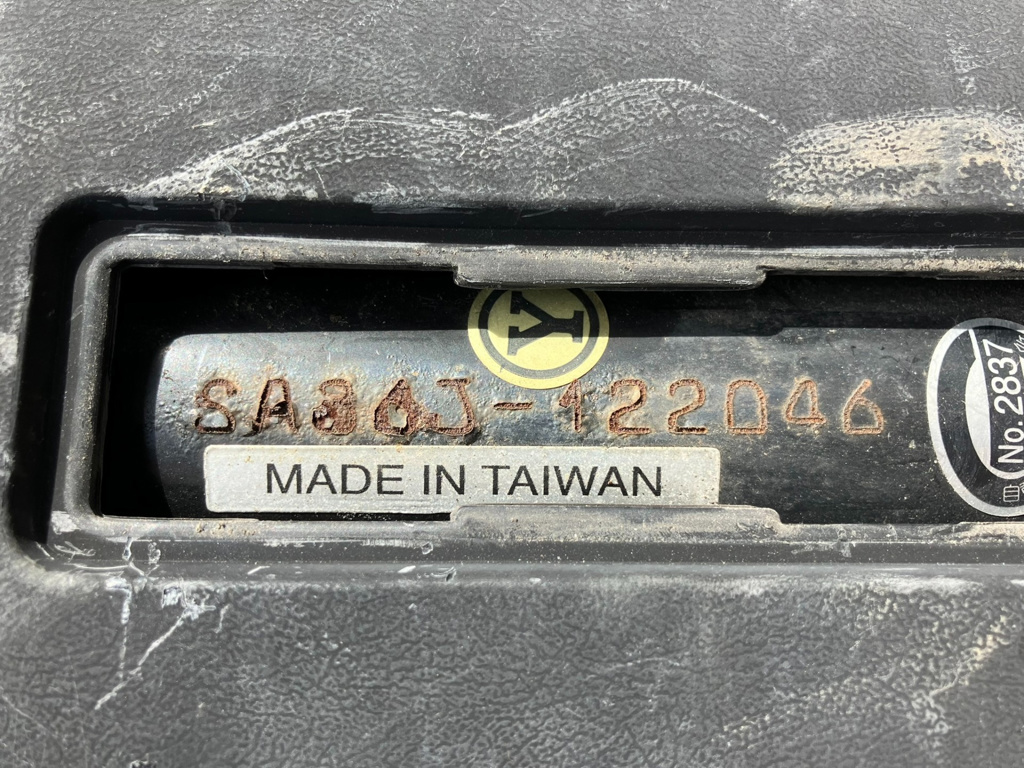 Y
SA36J-122046
MADE IN TAIWAN
No. 2837